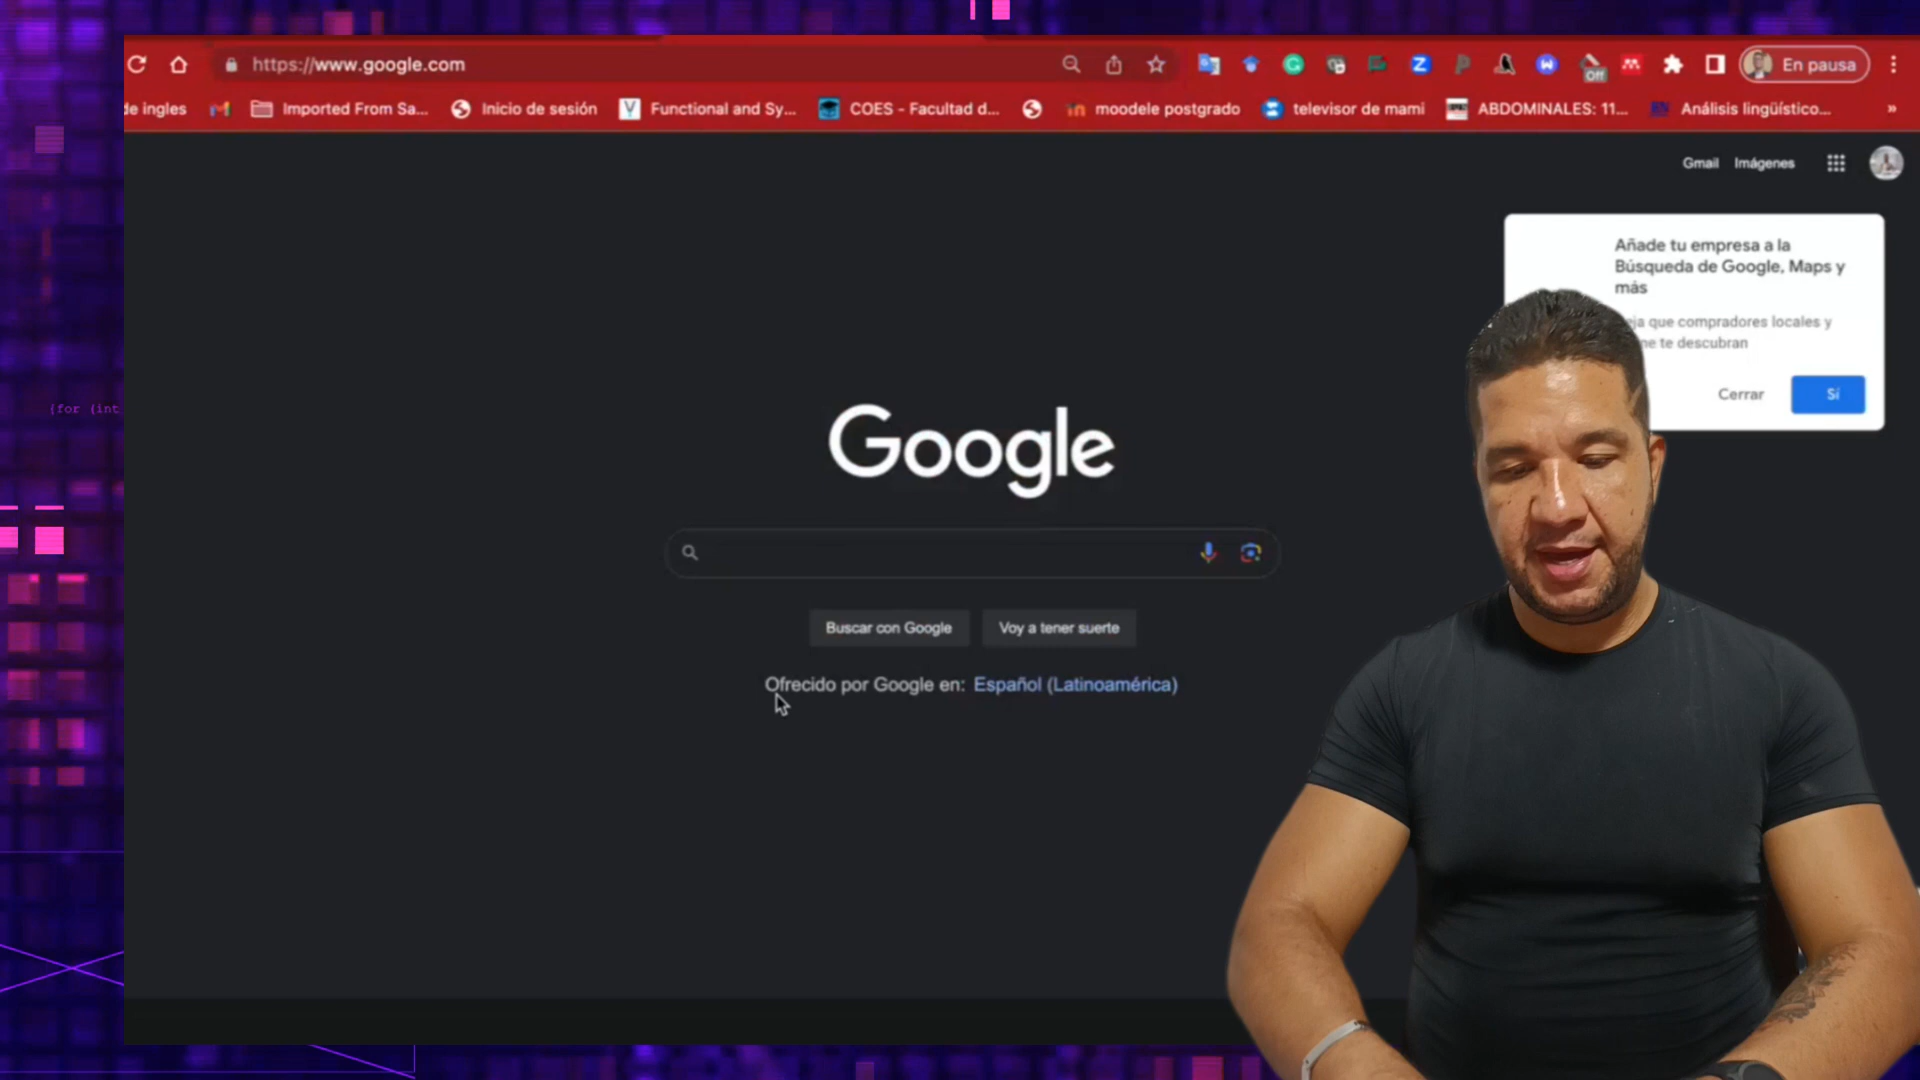 https://www.google.com
Off
En pausa
de ingles
Imported From Sa...
Inicio de sesión
Functional and Sy...
COES - Facultad d...
moodele postgrado
televisor de mami
ABDOMINALES: 11...
Análisis lingüístico...
»
Gmail
Imágenes
Añade tu empresa a la
Búsqueda de Google, Maps y
más
que compradores locales y
te descubran
Cerrar
Sí
{for (int
Google
Buscar con Google
Voy a tener suerte
Ofrecido por Google en: Español (Latinoamérica)